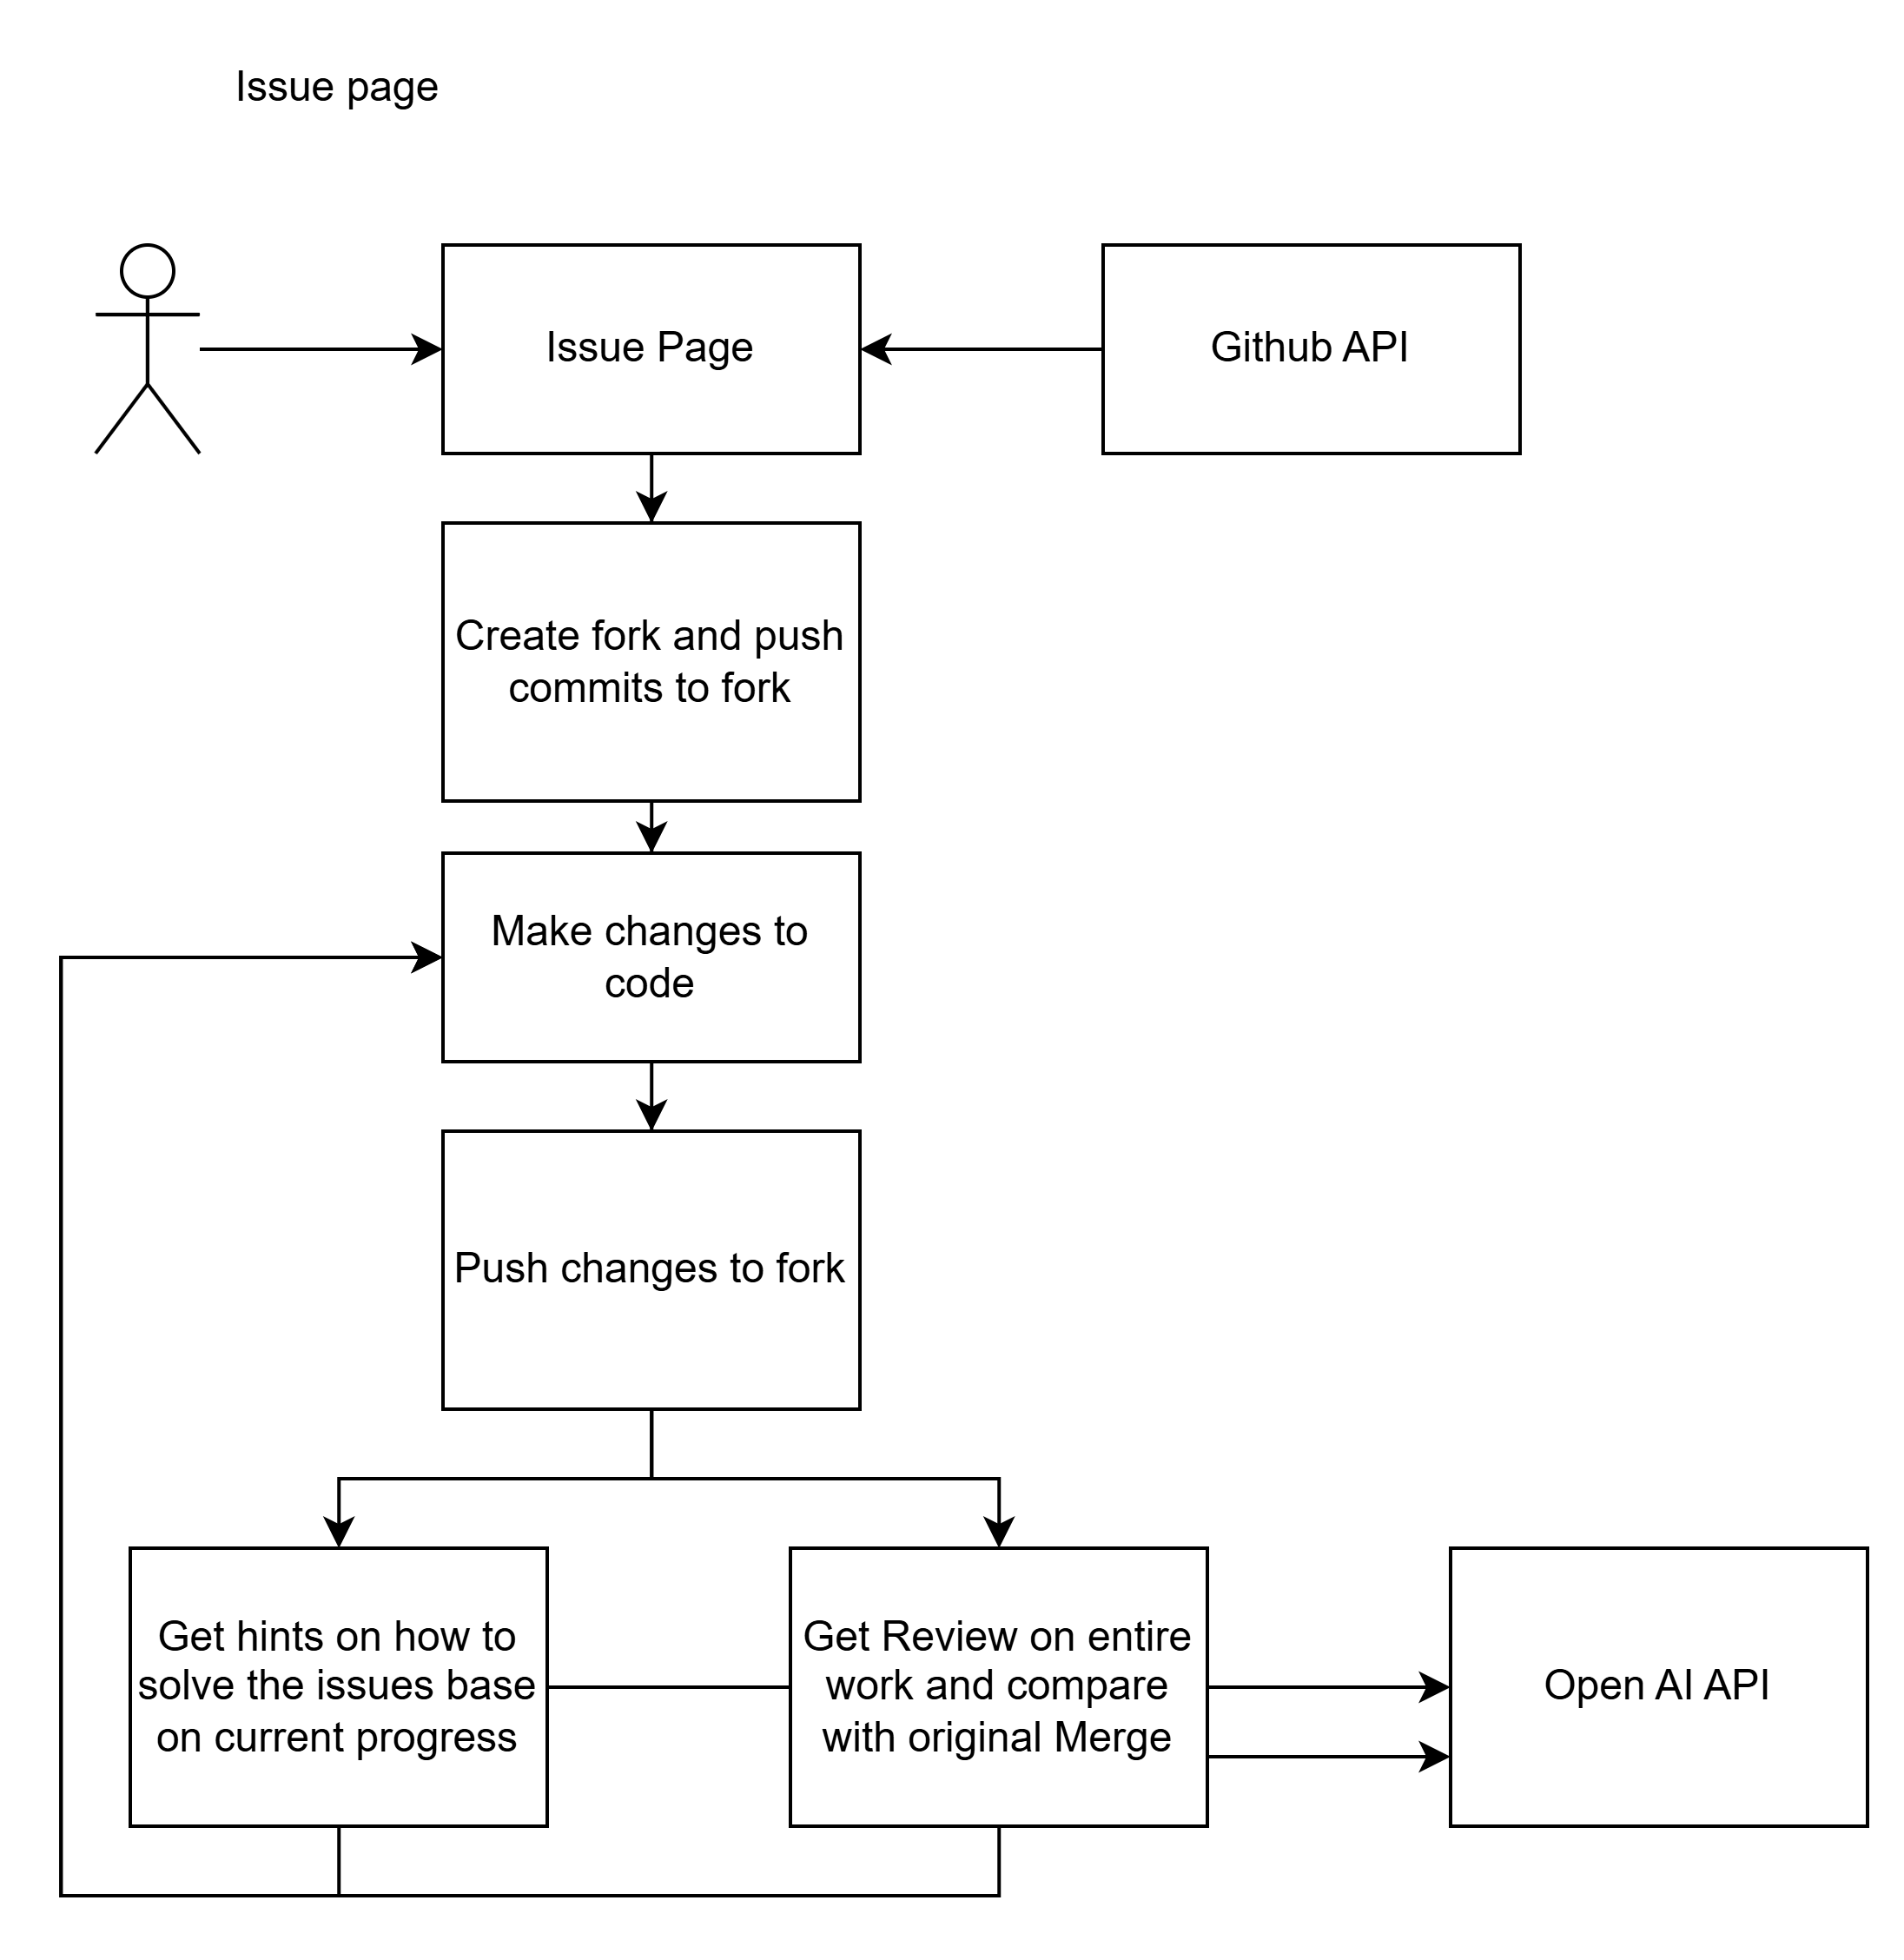 Issue page
Issue Page
Github API
Create fork and push
commits to fork
Make changes to
code
Push changes to fork
Get hints on how to
solve the issues base
on current progress
Get Review on entire
work and compare
with original Merge
Open AI API